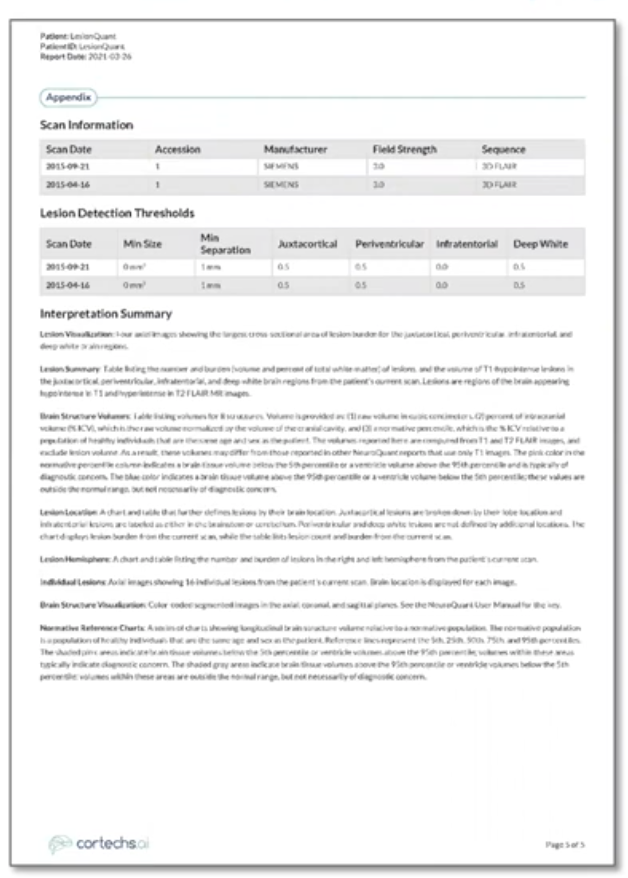 Patient: LesionQuant
PatientID: LesionQuant
Report Date: 2021-03-26
Appendix
Scan Information
Scan Date Accession Manufacturer Field Strength Sequence
2015-09-21 1 SIEMENS 3.0 3D FLAIR
2015-04-16 1 SIEMENS 3.0 3D FLAIR
Lesion Detection Thresholds
Scan Date Min Size Min Separation Juxtacortical Periventricular Infratentorial Deep White
2015-09-21 0 mm³ 1 mm 0.5 0.5 0.0 0.5
2015-04-16 0 mm³ 1 mm 0.5 0.5 0.0 0.5
Interpretation Summary
Lesion Visualization: Four axial images showing the largest cross sectional area of lesion burden for the juxtacortical, periventricular, infratentorial, and
deep white brain regions.
Lesion Summary: Table listing the number and burden (volume and percent of total white matter) of lesions, and the volume of T1 hypointense lesions in
the juxtacortical, periventricular, infratentorial, and deep white brain regions from the patient's current scan. Lesions are regions of the brain appearing
hypointense in T1 and hyperintense in T2 FLAIR MR images.
Brain Structure Volumes: Table listing volumes for 8 structures. Volume is provided as: (1) raw volume in cubic centimeters, (2) percent of intracranial
volume (% ICV), which is the raw volume normalized by the volume of the cranial cavity, and (3) a normative percentile, which is the % ICV relative to a
population of healthy individuals that are the same age and sex as the patient. The volumes reported here are computed from T1 and T2 FLAIR images, and
exclude lesion volume. As a result, these volumes may differ from those reported in other NeuroQuant reports that use only T1 images. The pink color in the
normative percentile column indicates a brain tissue volume below the 5th percentile or a ventricle volume above the 95th percentile and is typically of
diagnostic concern. The blue color indicates a brain tissue volume above the 95th percentile or a ventricle volume below the 5th percentile; these values are
outside the normal range, but not necessarily of diagnostic concern.
Lesion Location: A chart and table that further defines lesions by their brain location. Juxtacortical lesions are broken down by their lobe location and
infratentorial lesions are labeled as either in the brainstem or cerebellum. Periventricular and deep white lesions are not defined by additional locations. The
chart displays lesion burden from the current scan, while the table lists lesion count and burden from the current scan.
Lesion Hemisphere: A chart and table listing the number and burden of lesions in the right and left hemisphere from the patient's current scan.
Individual Lesions: Axial images showing 16 individual lesions from the patient's current scan. Brain location is displayed for each image.
Brain Structure Visualization: Color coded segmented images in the axial, coronal, and sagittal planes. See the NeuroQuant User Manual for the key.
Normative Reference Charts: A series of charts showing longitudinal brain structure volume relative to a normative population. The normative population
is a population of healthy individuals that are the same age and sex as the patient. Reference lines represent the 5th, 25th, 50th, 75th, and 95th percentiles.
The shaded pink areas indicate brain tissue volumes below the 5th percentile or ventricle volumes above the 95th percentile; volumes within these areas
typically indicate diagnostic concern. The shaded gray areas indicate brain tissue volumes above the 95th percentile or ventricle volumes below the 5th
percentile; volumes within these areas are outside the normal range, but not necessarily of diagnostic concern.
cortechs.ai
Page 5 of 5